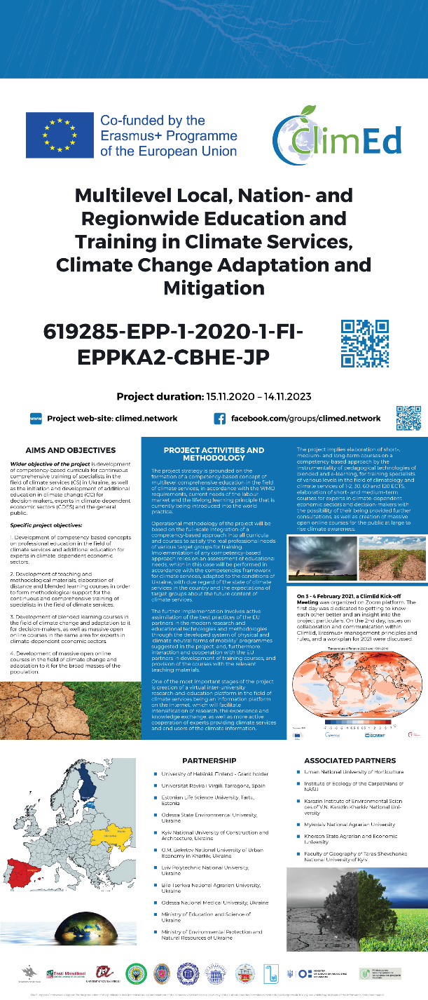 Co-funded by the
Erasmus+ Programme
of the European Union
ClimEd
Multilevel Local, Nation- and
Regionwide Education and
Training in Climate Services,
Climate Change Adaptation and
Mitigation
619285-EPP-1-2020-1-FI-
EPPKA2-CBHE-JP
Project duration: 15.11.2020 – 14.11.2023
www Project web-site: climed.network
facebook.com/groups/climed.network
AIMS AND OBJECTIVES
Wider objective of the project is development
of competency-based curricula for continuous
comprehensive training of specialists in the
field of climate services (CS) in Ukraine, as well
as the initiation and development of additional
education in climate change (CC) for
decision-makers, experts in climate-dependent
economic sectors (CDES) and the general
public.
Specific project objectives:
1. Development of competency based concepts
on professional education in the field of
climate services and additional education for
experts in climate-dependent economic
sectors.
2. Development of teaching and
methodological materials, elaboration of
distance and blended learning courses in order
to form methodological support for the
continuous and comprehensive training of
specialists in the field of climate services.
3. Development of blended learning courses in
the field of climate change and adaptation to it
for decision-makers, as well as massive open
online courses in the same area for experts in
climate-dependent economic sectors.
4. Development of massive open online
courses in the field of climate change and
adaptation to it for the broad masses of the
population.
PROJECT ACTIVITIES AND
METHODOLOGY
The project strategy is grounded on the
formation of a competency-based concept of
multilevel comprehensive education in the field
of climate services, in accordance with the WMO
requirements, current needs of the labour
market and the lifelong learning principle that is
currently being introduced into the world
practice.
Operational methodology of the project will be
based on the full-scale integration of a
competency-based approach into all curricula
and courses to satisfy the real professional needs
of various target groups for training.
Implementation of any competency-based
approach relies on an assessment of educational
needs, which in this case will be performed in
accordance with the competencies framework
for climate services, adapted to the conditions of
Ukraine, with due regard of the state of climate
services in the country and the expectations of
target groups about the future content of
climate services.
The further implementation involves active
assimilation of the best practices of the EU
partners in the modern research and
educational technologies and methodologies
through the developed system of physical and
'climate-neutral forms of mobility' programmes
suggested in the project, and, furthermore,
interaction and cooperation with the EU
partners in development of training courses, and
provision of the courses with the relevant
teaching materials.
One of the most important stages of the project
is creation of a virtual inter-university
research-and-education platform in the field of
climate services being an information platform
on the Internet, which will facilitate
intensification of research, the experience and
knowledge exchange, as well as more active
cooperation of experts providing climate services
and end users of the climate information.
The project implies elaboration of short-,
medium- and long-term courses on a
competency-based approach by the
instrumentality of pedagogical technologies of
blended and e-learning, for training specialists
of various levels in the field of climatology and
climate services of 1-2, 30, 60 and 120 ECTS,
elaboration of short- and medium-term
courses for experts in climate-dependent
economic sectors and decision-makers with
the possibility of their being provided further
consultations, as well as creation of massive
open online courses for the public at large to
rise climate awareness.
On 3 - 4 February 2021, a ClimEd Kick-off
Meeting was organized on Zoom platform. The
first day was dledicated to getting to know
each other better and an insight into the
project particulars. On the 2nd day, issues on
collaboration and communication within
ClimEd, Erasmus+ management principles and
rules, and a workplan for 2021 were discussed.
Temperature difference 2020 and 1981-2010
°C
ECMWF
PARTNERSHIP
University of Helsinki, Finland - Grant holder
Universitat Rovira i Virgili, Tarragona, Spain
Estonian Life Science University, Tartu,
Estonia
Odessa State Environmental University,
Ukraine
Kyiv National University of Construction and
Architecture, Ukraine
O.M. Beketov National University of Urban
Economy in Kharkiv, Ukraine
Lviv Polytechnic National University,
Ukraine
Bila Tserkva National Agrarian University,
Ukraine
Odessa National Medical University, Ukraine
Ministry of Education and Science of
Ukraine
Ministry of Environmental Protection and
Natural Resources of Ukraine
ASSOCIATED PARTNERS
Uman National University of Horticulture
Institute of Ecology of the Carpathians of
NASU
Karazin Institute of Environmental Scien
ces of V.N. Karazin Kharkiv National Uni-
versity
Mykolaiv National Agrarian University
Kherson State Agrarian and Economic
University
Faculty of Geography of Taras Shevchenko
National University of Kyiv
Eesti Maaülikool
UNIVERSITAT ROVIRA I VIRGILI
MINISTRY
OF EDUCATION AND SCIENCE
OF UKRAINE